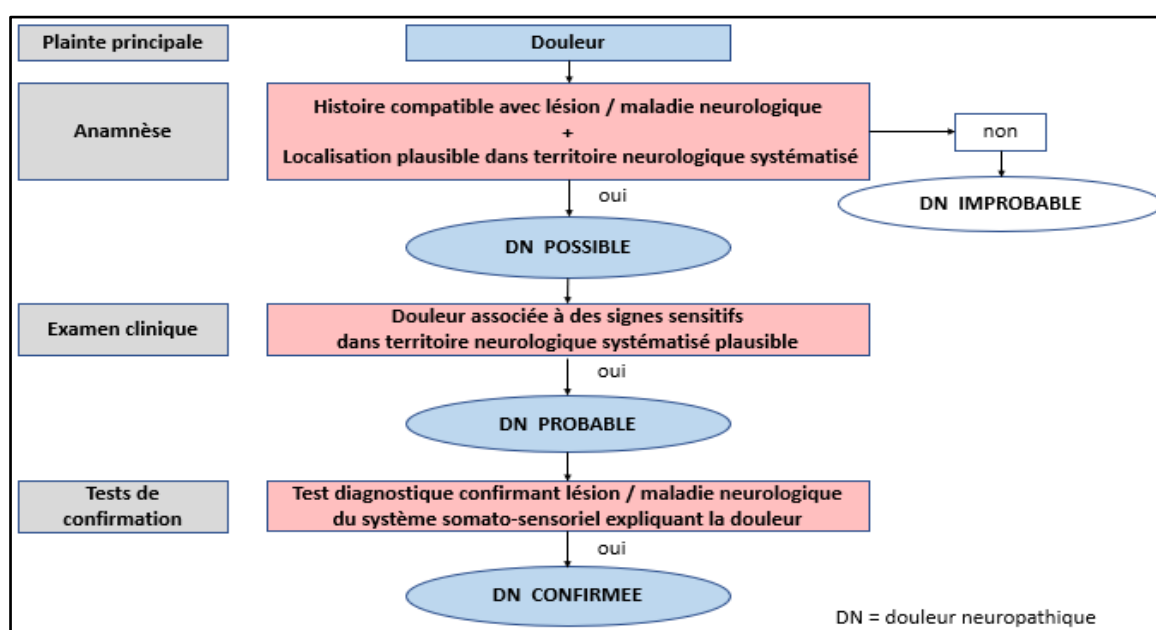 Plainte principale
Douleur
Anamnèse
Histoire compatible avec lésion / maladie neurologique
+
Localisation plausible dans territoire neurologique systématisé
non
DN IMPROBABLE
oui
DN POSSIBLE
Examen clinique
Douleur associée à des signes sensitifs
dans territoire neurologique systématisé plausible
oui
DN PROBABLE
Tests de
confirmation
Test diagnostique confirmant lésion / maladie neurologique
du système somato-sensoriel expliquant la douleur
oui
DN CONFIRMEE
DN = douleur neuropathique